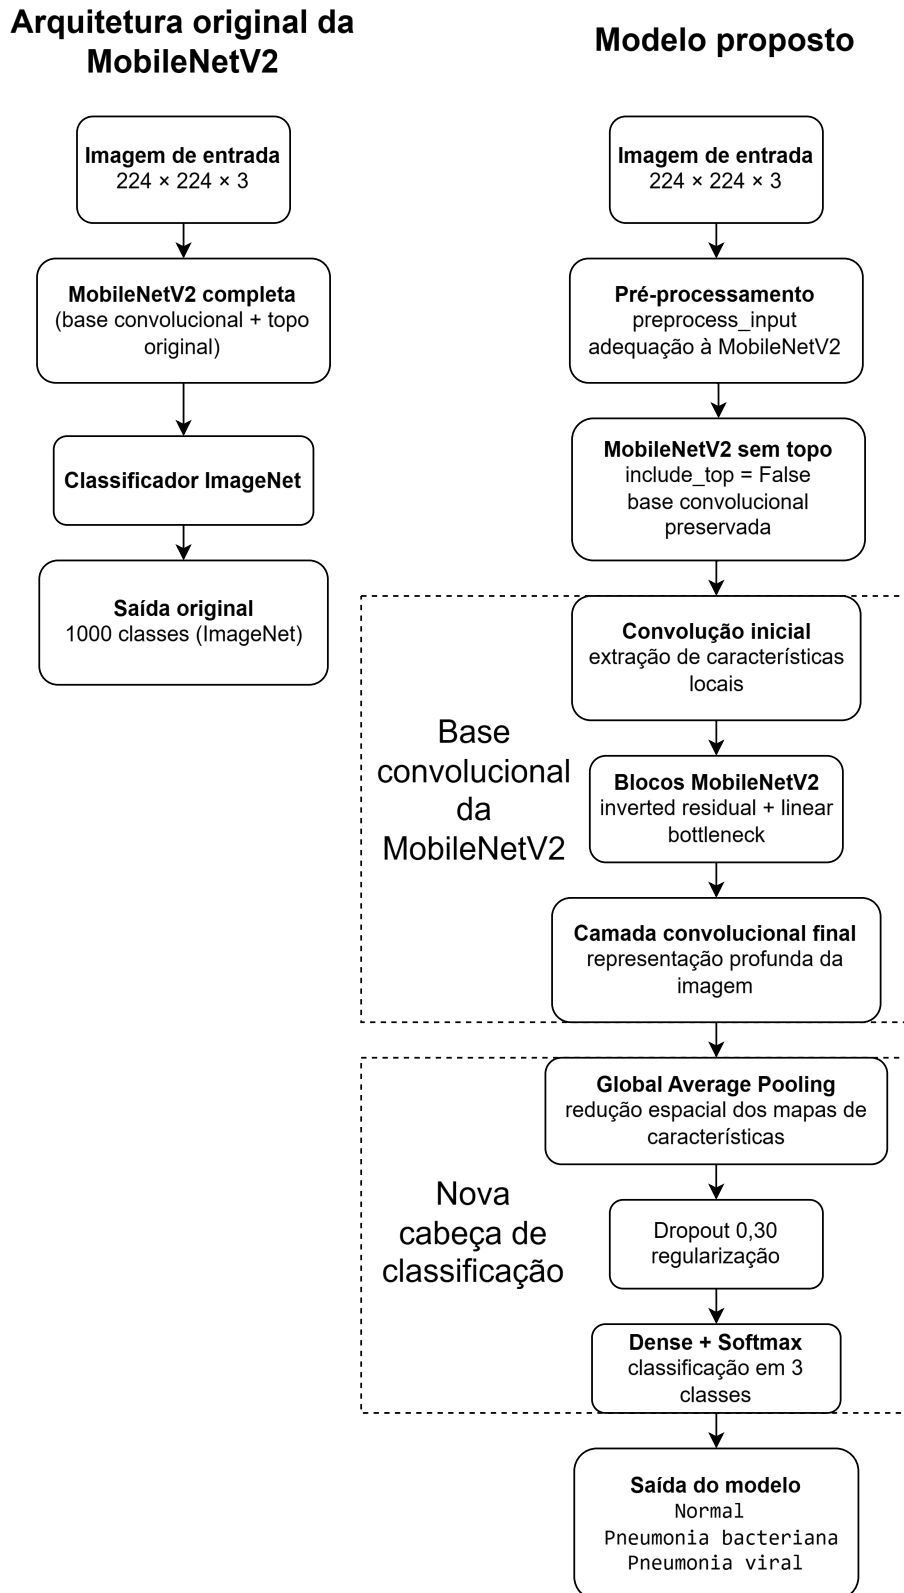 Arquitetura original da
MobileNetV2
Imagem de entrada
224 × 224 × 3
MobileNetV2 completa
(base convolucional + topo
original)
Classificador ImageNet
Saída original
1000 classes (ImageNet)
Modelo proposto
Imagem de entrada
224 × 224 × 3
Pré-processamento
preprocess_input
adequação à MobileNetV2
MobileNetV2 sem topo
include_top = False
base convolucional
preservada
Base
convolucional
da
MobileNetV2
Convolução inicial
extração de características
locais
Blocos MobileNetV2
inverted residual + linear
bottleneck
Camada convolucional final
representação profunda da
imagem
Nova
cabeça de
classificação
Global Average Pooling
redução espacial dos mapas de
características
Dropout 0,30
regularização
Dense + Softmax
classificação em 3
classes
Saída do modelo
Normal
Pneumonia bacteriana
Pneumonia viral